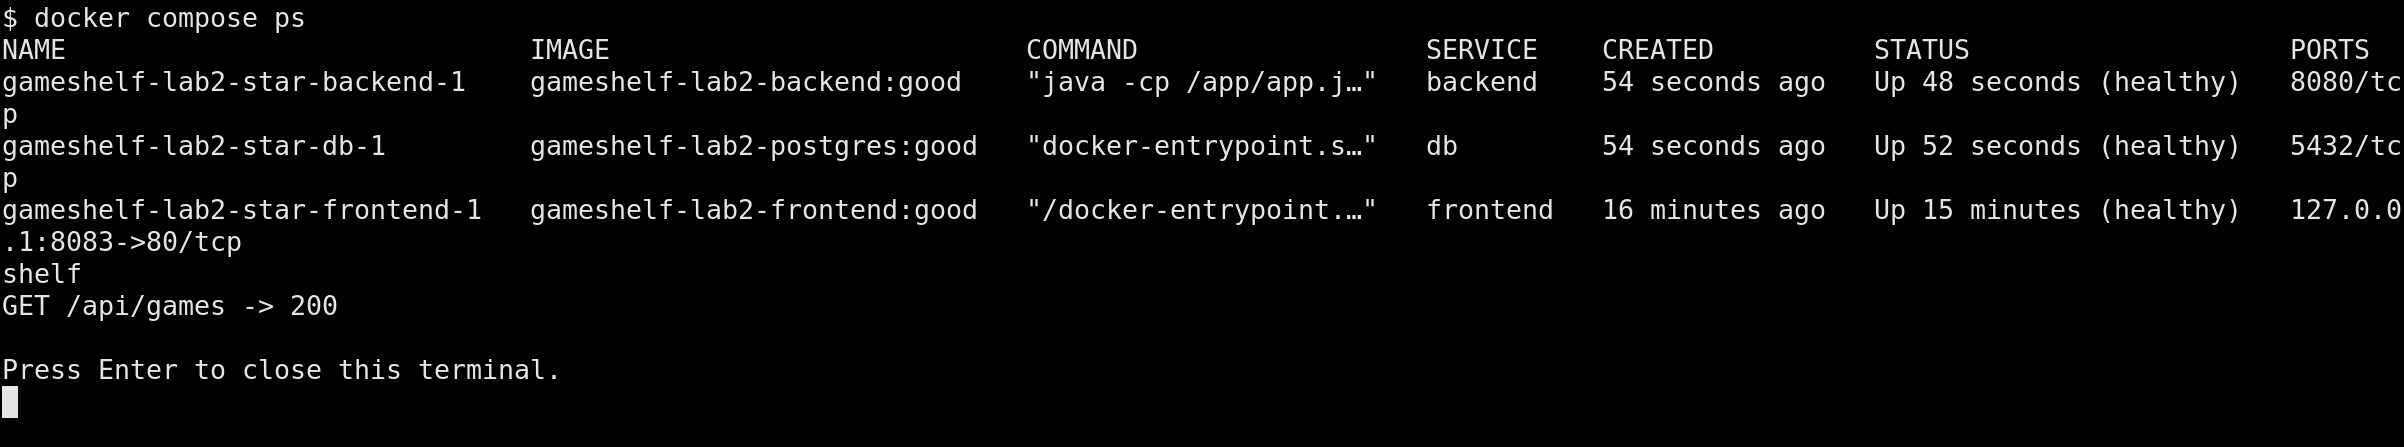 $ docker compose ps
NAME                             IMAGE                     COMMAND                  SERVICE    CREATED          STATUS                    PORTS
gameshelf-lab2-star-backend-1    gameshelf-lab2-backend:good    "java -cp /app/app.j…"   backend    54 seconds ago   Up 48 seconds (healthy)   8080/tc
p
gameshelf-lab2-star-db-1         gameshelf-lab2-postgres:good   "docker-entrypoint.s…"   db         54 seconds ago   Up 52 seconds (healthy)   5432/tc
p
gameshelf-lab2-star-frontend-1   gameshelf-lab2-frontend:good   "/docker-entrypoint.…"   frontend   16 minutes ago   Up 15 minutes (healthy)   127.0.0
.1:8083->80/tcp
shelf
GET /api/games -> 200
Press Enter to close this terminal.